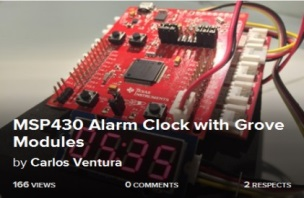 MSP430 Alarm Clock with Grove
Modules
by Carlos Ventura
166 VIEWS 0 COMMENTS 2 RESPECTS